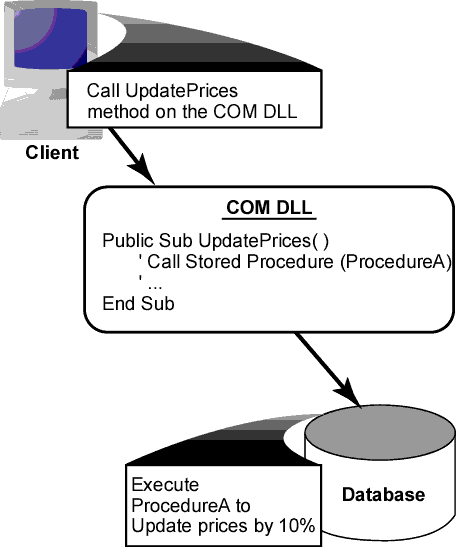 Call UpdatePrices
method on the COM DLL
Client
COM DLL
Public Sub UpdatePrices( )
' Call Stored Procedure (ProcedureA)
' ...
End Sub
Execute
ProcedureA to
Update prices by 10%
Database